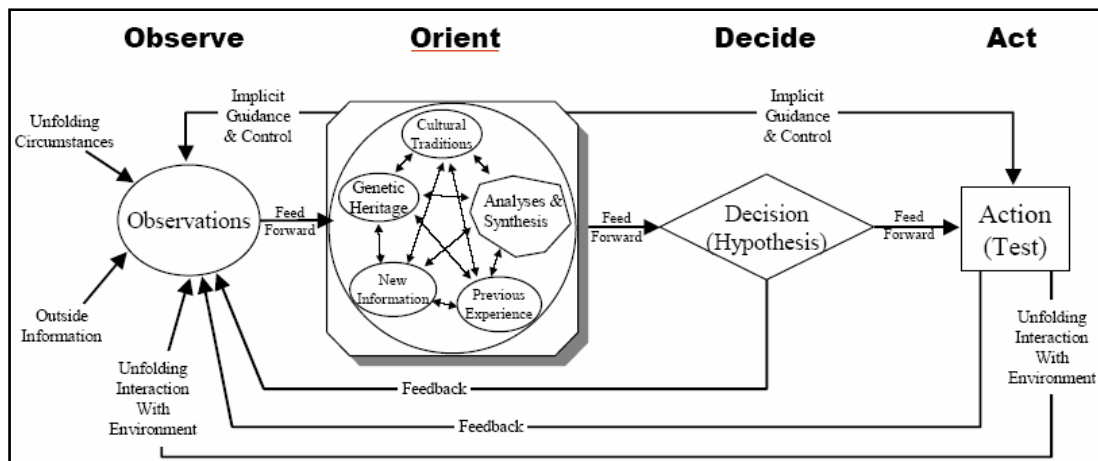 Observe
Orient
Decide
Act
Implicit
Guidance
& Control
Implicit
Guidance
& Control
Unfolding
Circumstances
Cultural
Traditions
Genetic
Heritage
Analyses &
Synthesis
Observations
Feed
Forward
Feed
Forward
Decision
(Hypothesis)
Feed
Forward
Action
(Test)
New
Information
Previous
Experience
Outside
Information
Unfolding
Interaction
With
Environment
Feedback
Feedback
Unfolding
Interaction
With
Environment